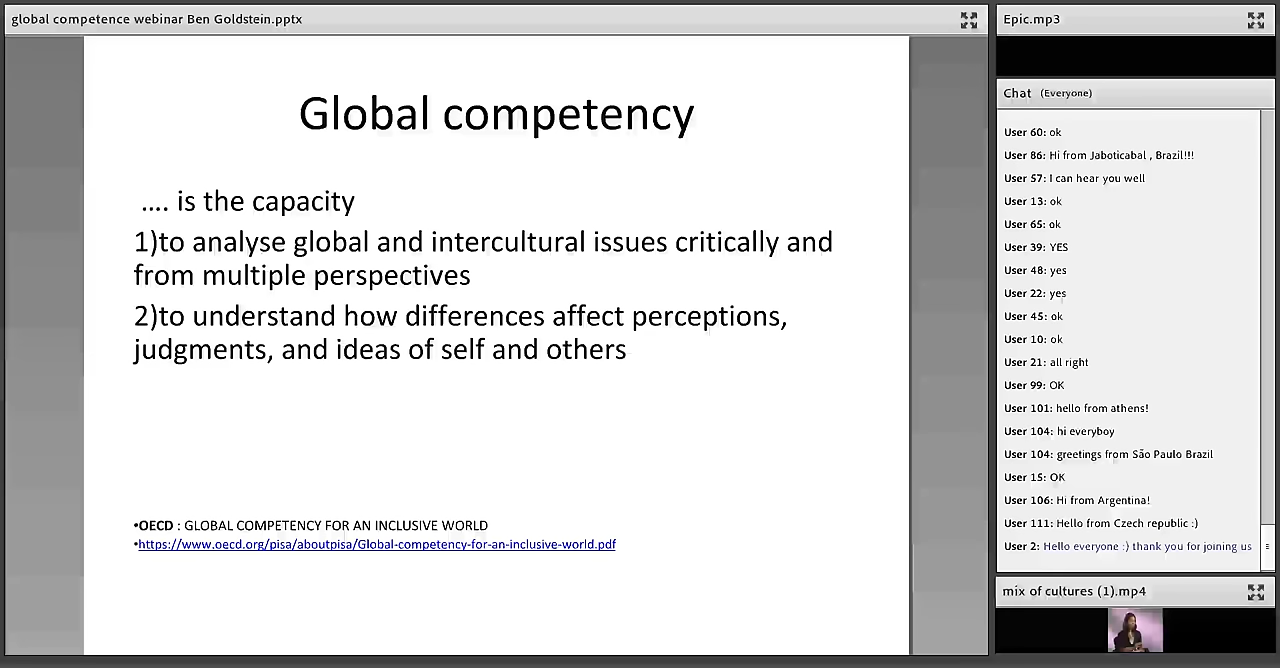 global competence webinar Ben Goldstein.pptx
Global competency
.... is the capacity
1)to analyse global and intercultural issues critically and
from multiple perspectives
2)to understand how differences affect perceptions,
judgments, and ideas of self and others
•OECD : GLOBAL COMPETENCY FOR AN INCLUSIVE WORLD
•https://www.oecd.org/pisa/aboutpisa/Global-competency-for-an-inclusive-world.pdf
Epic.mp3
Chat (Everyone)
User 60: ok
User 86: Hi from Jaboticabal , Brazil!!!
User 57: I can hear you well
User 13: ok
User 65: ok
User 39: YES
User 48: yes
User 22: yes
User 45: ok
User 10: ok
User 21: all right
User 99: OK
User 101: hello from athens!
User 104: hi everyboy
User 104: greetings from São Paulo Brazil
User 15: OK
User 106: Hi from Argentina!
User 111: Hello from Czech republic :)
User 2: Hello everyone :) thank you for joining us
mix of cultures (1).mp4